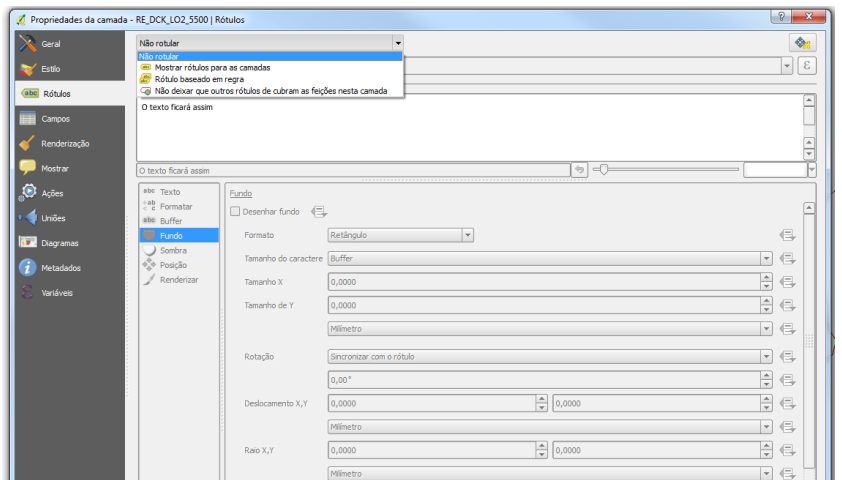 Propriedades da camada - RE_DCK_LO2_5500 | Rótulos
Geral
Estilo
abc Rótulos
Campos
Renderização
Mostrar
Ações
Uniões
Diagramas
Metadados
Variáveis
Não rotular
Não rotular
Mostrar rótulos para as camadas
Rótulo baseado em regra
Não deixar que outros rótulos de cubram as feições nesta camada
ε
O texto ficará assim
O texto ficará assim
abc Texto
Formatar
abc Buffer
Fundo
Sombra
Posição
Renderizar
Fundo
Desenhar fundo
Formato Retângulo
Tamanho do caractere Buffer
Tamanho X 0,0000
Tamanho de Y 0,0000
Milímetro
Rotação Sincronizar com o rótulo
0,00°
Deslocamento X,Y 0,0000 0,0000
Milímetro
Raio X,Y 0,0000 0,0000
Milímetro